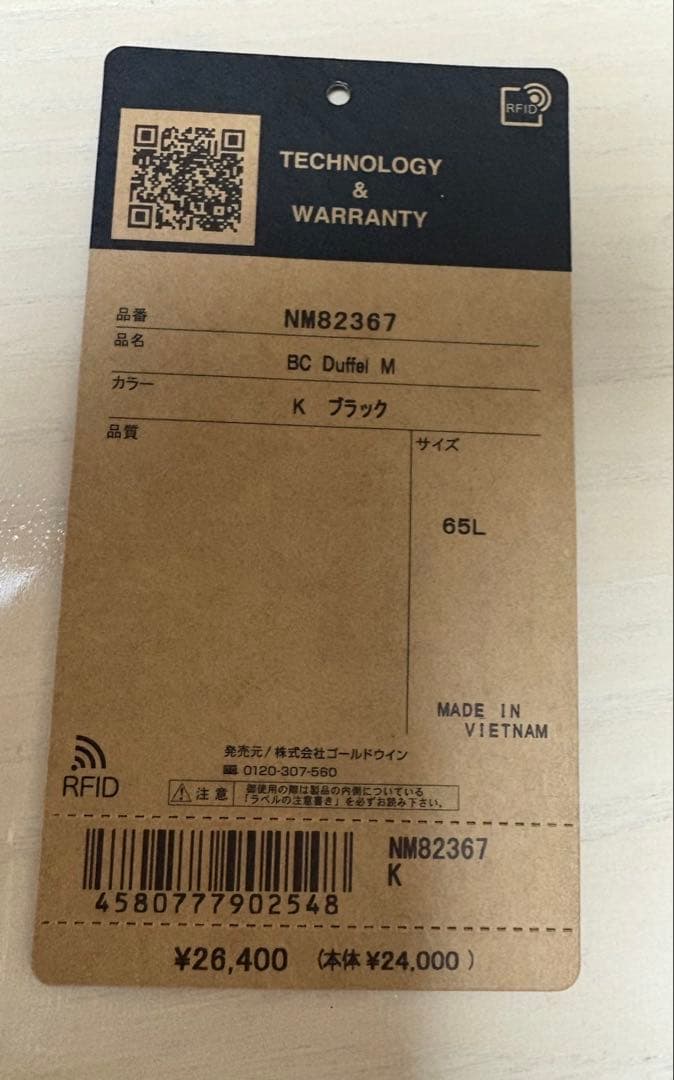 RFID
TECHNOLOGY
&
WARRANTY
品番 NM82367
品名 BC Duffel M
カラー K ブラック
品質
サイズ
65L
MADE IN
VIETNAM
発売元/株式会社ゴールドウイン
0120-307-560
RFID
注意
御使用の際は製品の内側についている
「ラベルの注意書き」を必ずお読み下さい。
NM82367
K
4580777902548
¥26,400 (本体 ¥24,000 )